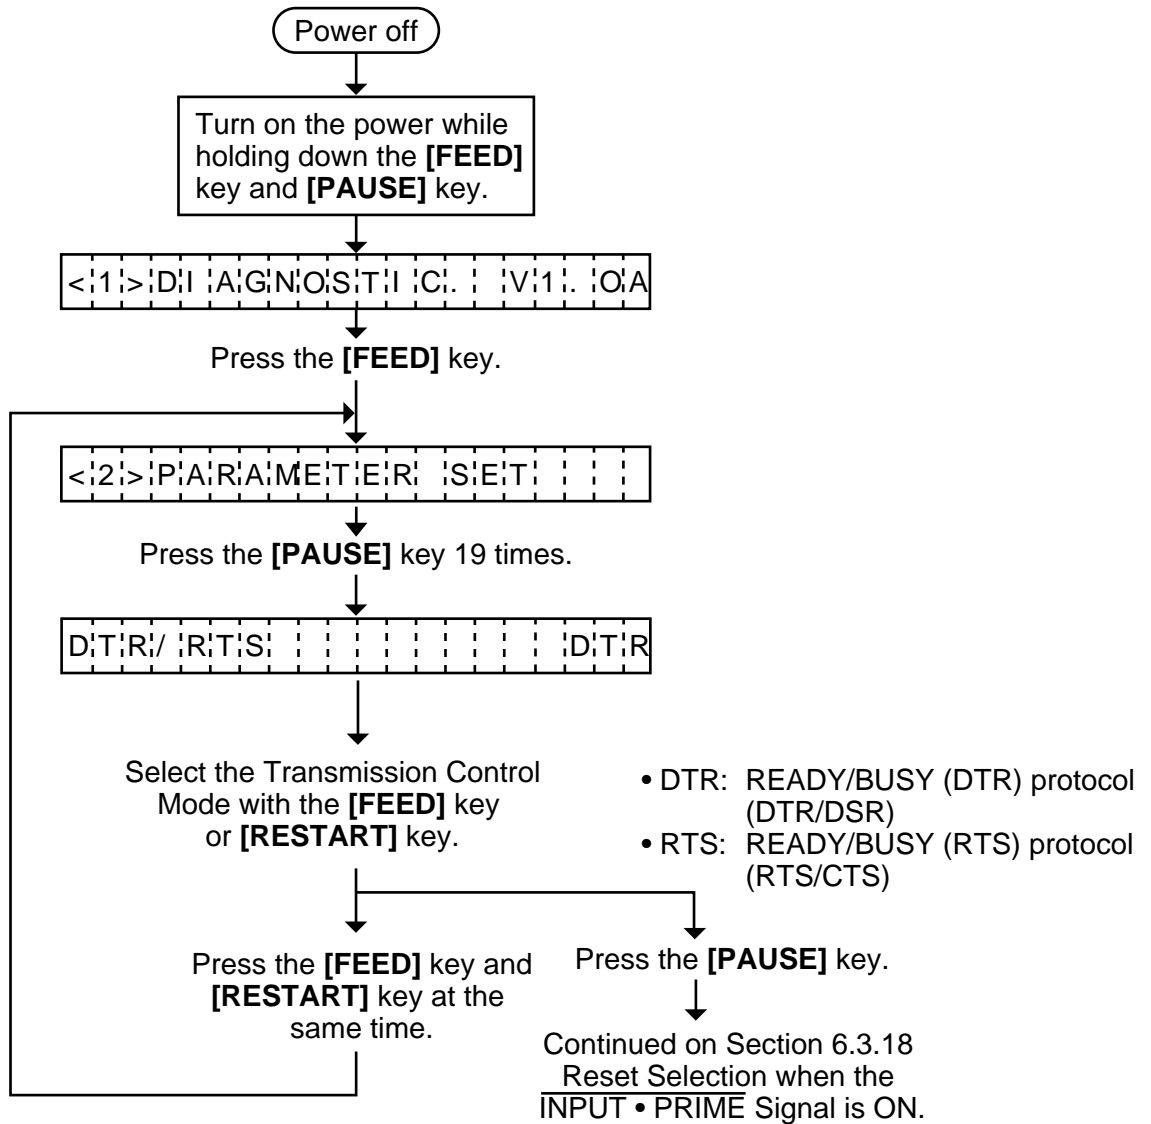 Power off
Turn on the power while
holding down the [FEED]
key and [PAUSE] key.
<1>DIAGNOSTIC. V1.OA
Press the [FEED] key.
<2>PARAMETER SET
Press the [PAUSE] key 19 times.
DTR/RTS DTR
Select the Transmission Control
Mode with the [FEED] key
or [RESTART] key.
• DTR: READY/BUSY (DTR) protocol
(DTR/DSR)
• RTS: READY/BUSY (RTS) protocol
(RTS/CTS)
Press the [FEED] key and
[RESTART] key at the
same time.
Press the [PAUSE] key.
Continued on Section 6.3.18
Reset Selection when the
INPUT • PRIME Signal is ON.